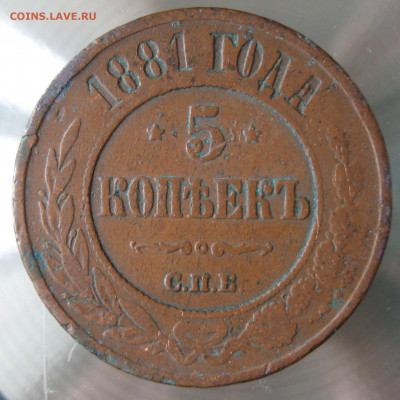 COINS.LAVE.RU
1881 ГОДА
5
КОПѢЕКЪ
С.П.Б.